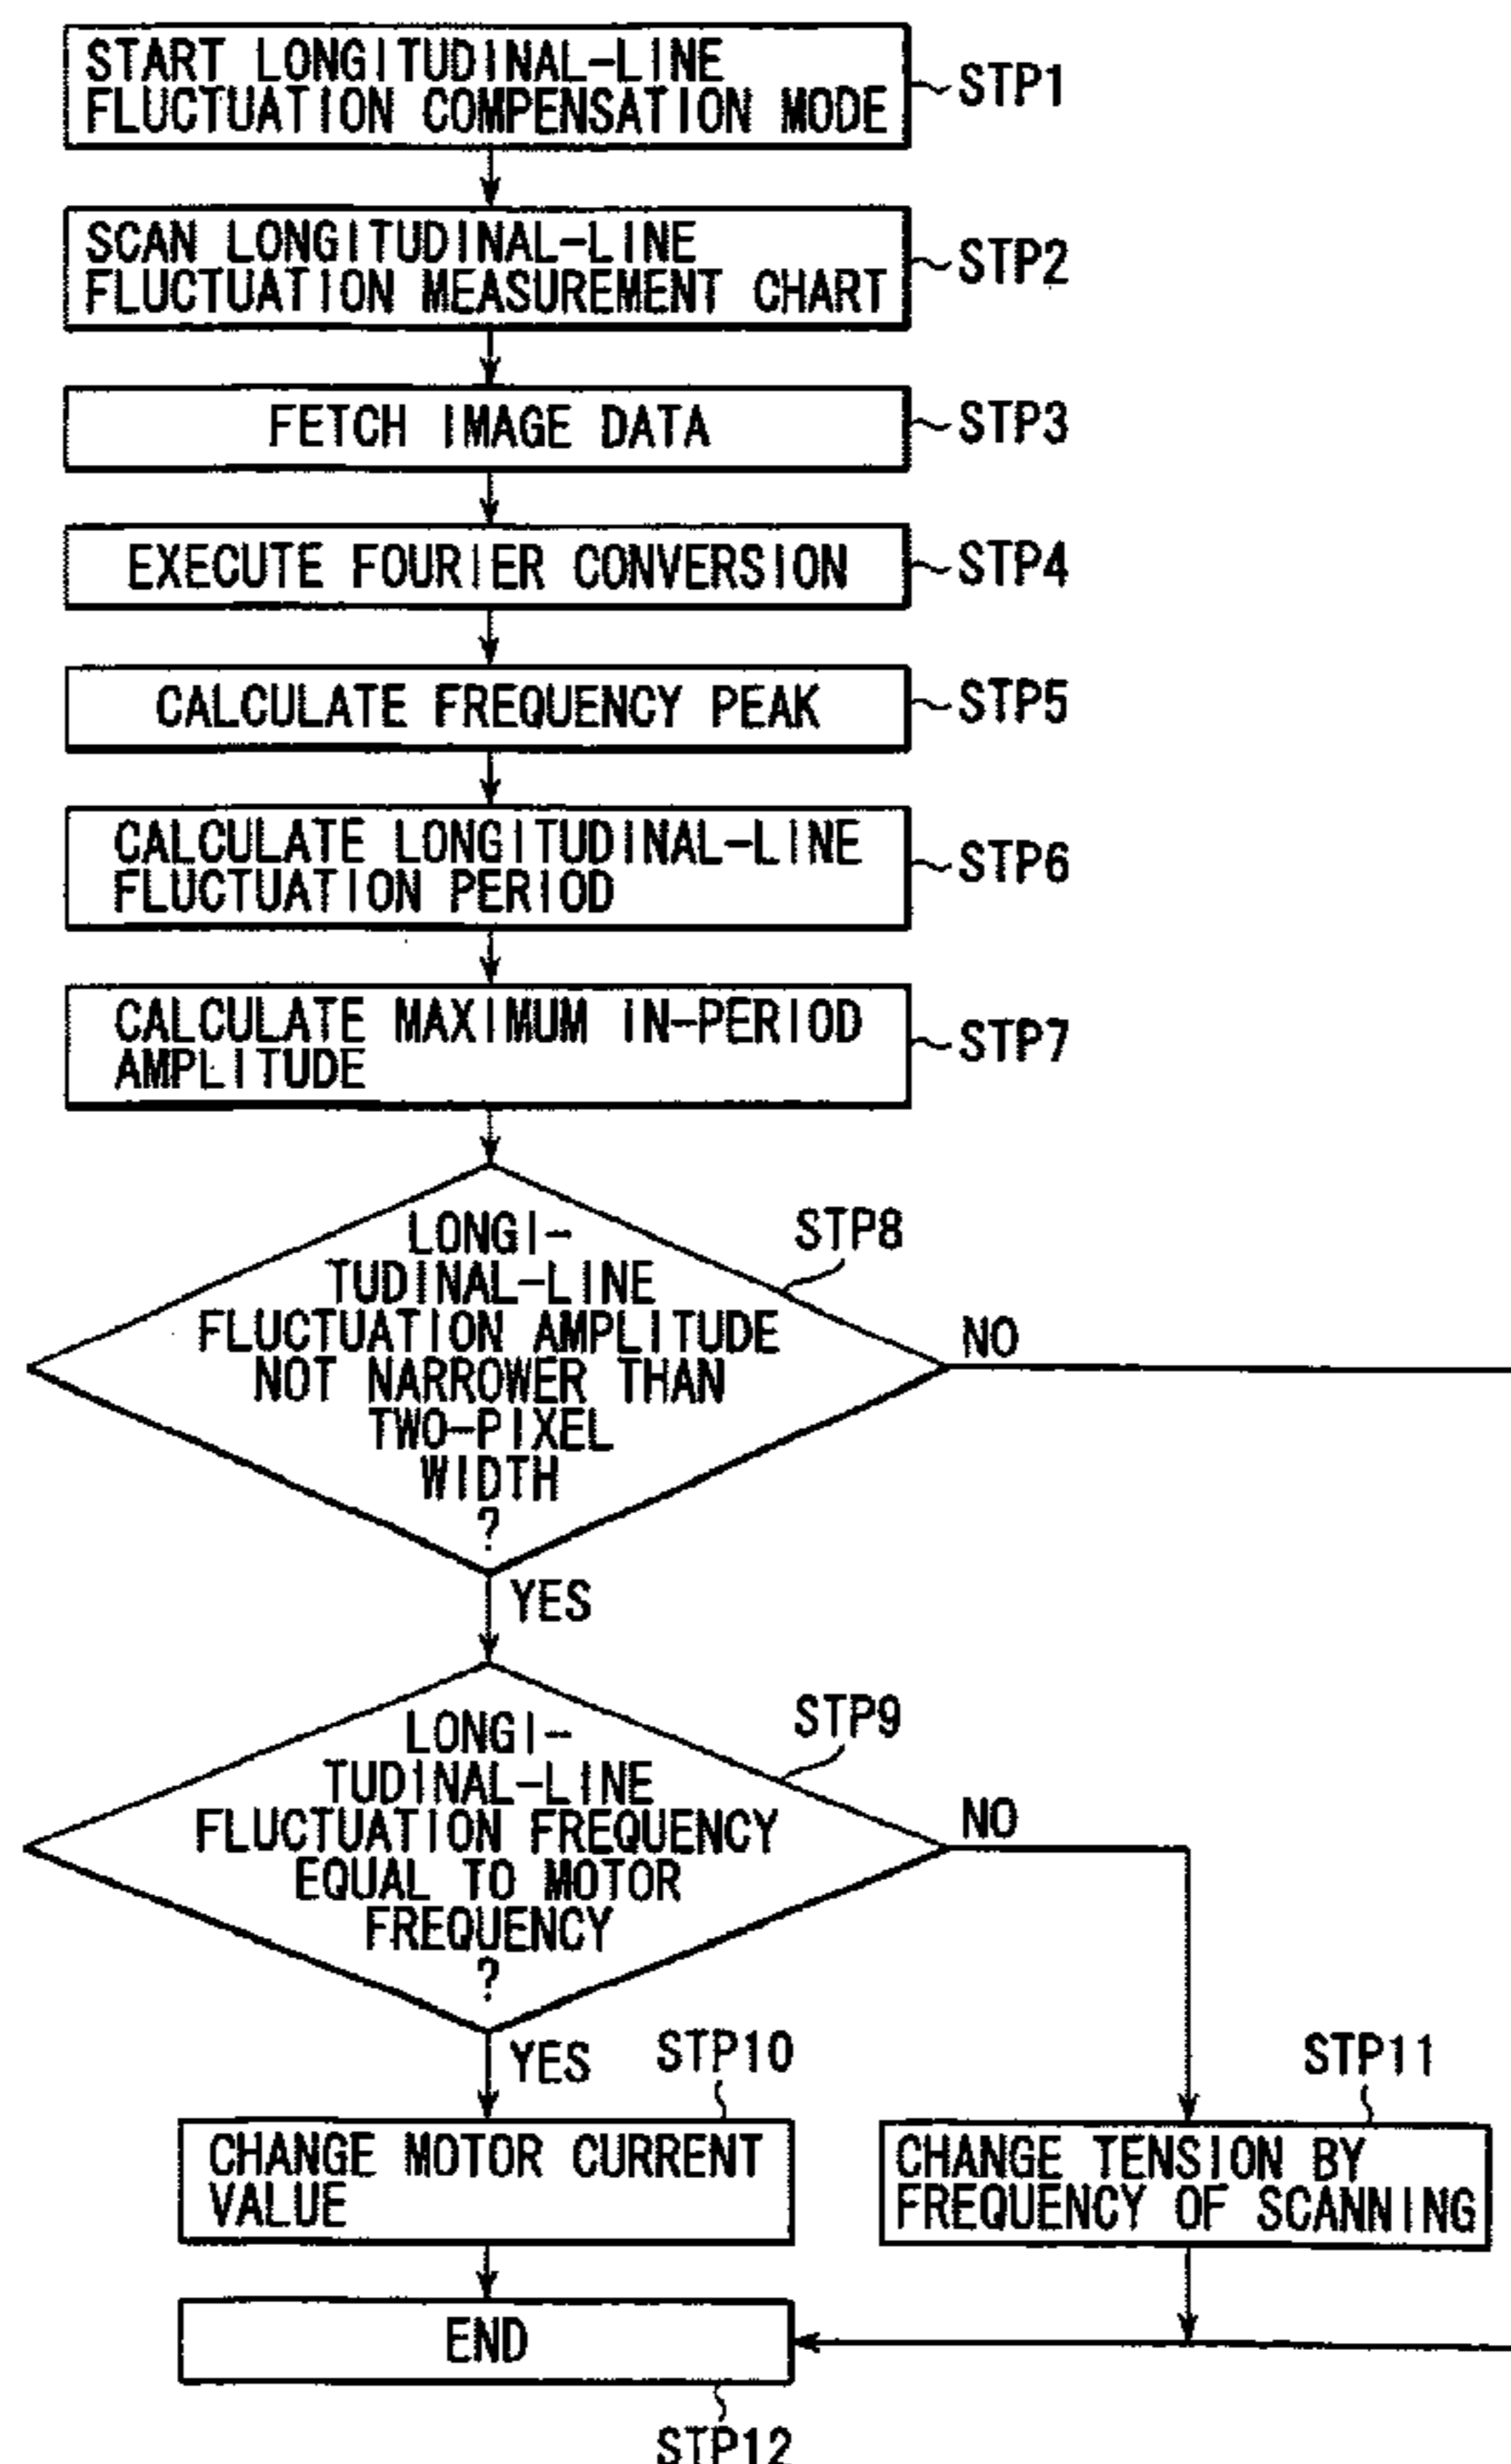 START LONGITUDINAL-LINE
FLUCTUATION COMPENSATION MODE
STP1
SCAN LONGITUDINAL-LINE
FLUCTUATION MEASUREMENT CHART
STP2
FETCH IMAGE DATA
STP3
EXECUTE FOURIER CONVERSION
STP4
CALCULATE FREQUENCY PEAK
STP5
CALCULATE LONGITUDINAL-LINE
FLUCTUATION PERIOD
STP6
CALCULATE MAXIMUM IN-PERIOD
AMPLITUDE
STP7
STP8
LONGI-
TUDINAL-LINE
FLUCTUATION AMPLITUDE
NOT NARROWER THAN
TWO-PIXEL
WIDTH
?
NO
YES
STP9
LONGI-
TUDINAL-LINE
FLUCTUATION FREQUENCY
EQUAL TO MOTOR
FREQUENCY
?
NO
YES
STP10
CHANGE MOTOR CURRENT
VALUE
STP11
CHANGE TENSION BY
FREQUENCY OF SCANNING
END
STP12